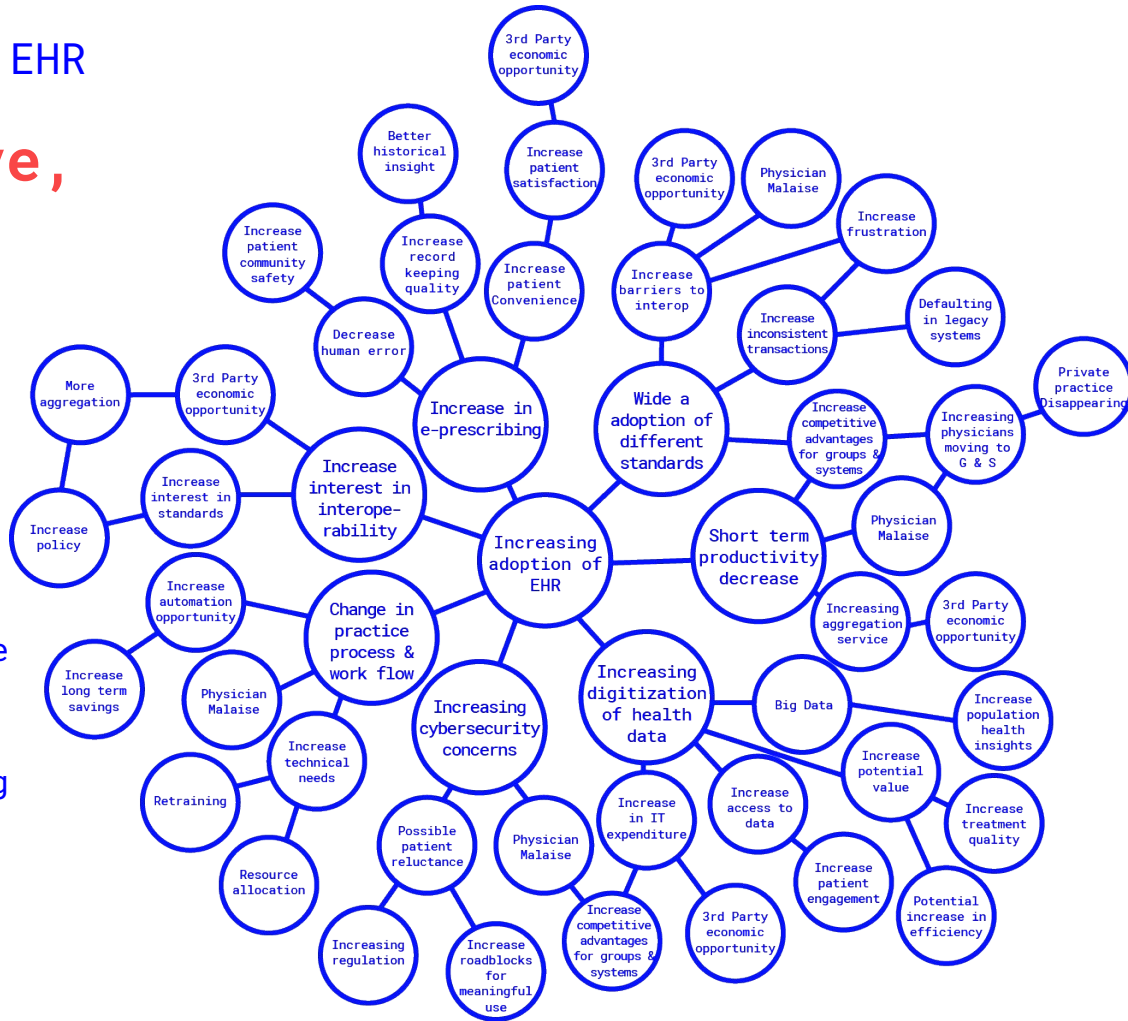 EHR
ve,
e
g
3rd Party
economic
opportunity
Better
historical
insight
Increase
patient
satisfaction
3rd Party
economic
opportunity
Physician
Malaise
Increase
frustration
Increase
patient
community
safety
Increase
record
keeping
quality
Increase
patient
Convenience
Increase
barriers to
interop
Increase
inconsistent
transactions
Defaulting
in legacy
systems
Decrease
human error
More
aggregation
3rd Party
economic
opportunity
Increase in
e-prescribing
Wide a
adoption of
different
standards
Increase
competitive
advantages
for groups &
systems
Increasing
physicians
moving to
G & S
Private
practice
Disappearing
Increase
interest in
interope-
rability
Increase
interest in
standards
Increase
policy
Increasing
adoption of
EHR
Short term
productivity
decrease
Physician
Malaise
Increase
automation
opportunity
Change in
practice
process &
work flow
Increasing
aggregation
service
3rd Party
economic
opportunity
Increase
long term
savings
Physician
Malaise
Increasing
cybersecurity
concerns
Increasing
digitization
of health
data
Big Data
Increase
population
health
insights
Increase
technical
needs
Retraining
Resource
allocation
Possible
patient
reluctance
Physician
Malaise
Increase
in IT
expenditure
Increase
access to
data
Increase
potential
value
Increase
treatment
quality
Increase
patient
engagement
Potential
increase in
efficiency
Increasing
regulation
Increase
roadblocks
for
meaningful
use
Increase
competitive
advantages
for groups &
systems
3rd Party
economic
opportunity